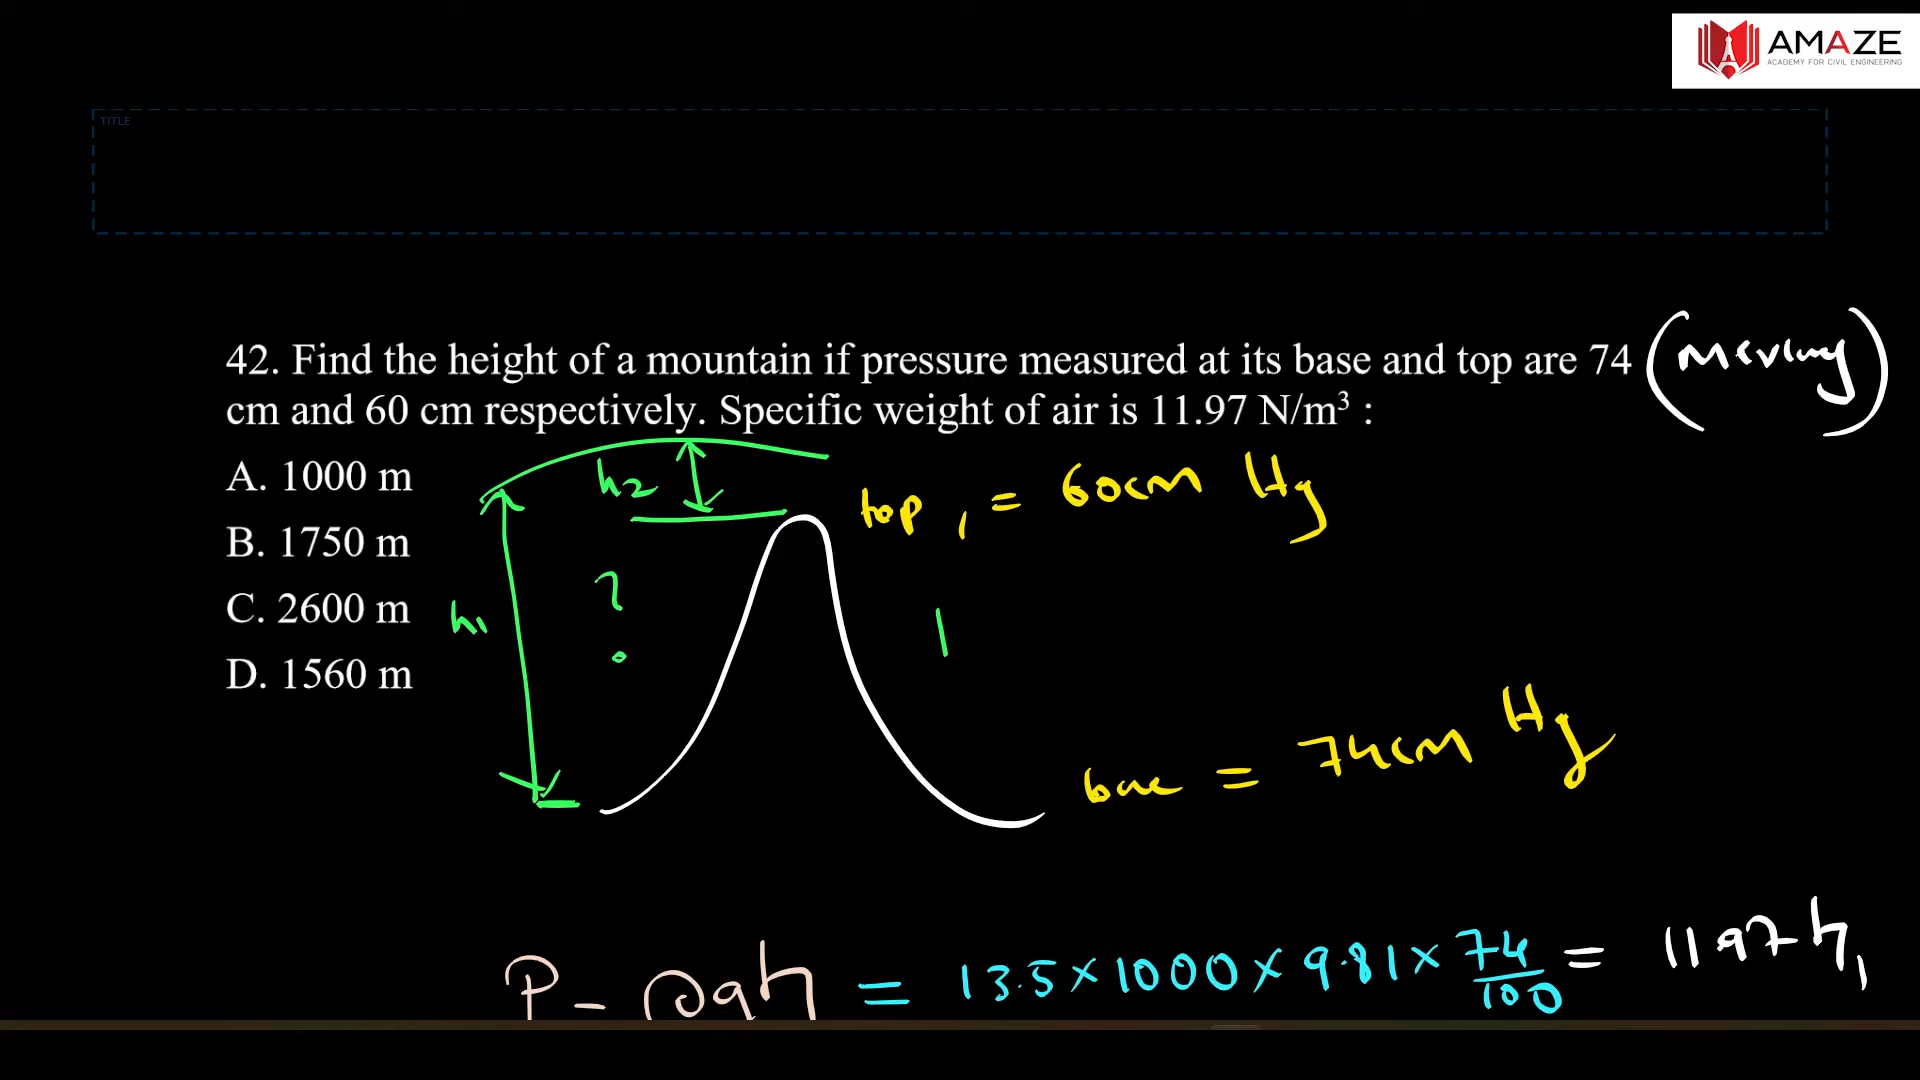 AMAZE
ACADEMY FOR CIVIL ENGINEERING
TITLE
42. Find the height of a mountain if pressure measured at its base and top are 74
cm and 60 cm respectively. Specific weight of air is 11.97 N/m³ :
A. 1000 m
B. 1750 m
C. 2600 m
D. 1560 m
h₂
top, = 60cm Hg
?
h₁
base = 74cm Hg
P = ρgh = 13.5 × 1000 × 9.81 × 74/100 = 11.97 h₁